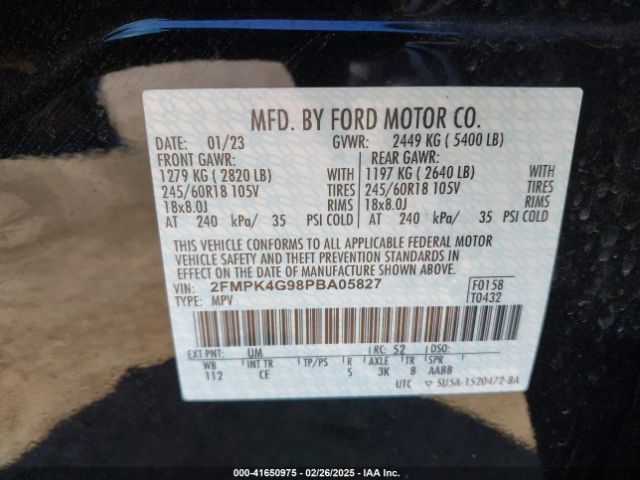 MFD. BY FORD MOTOR CO.
DATE: 01/23 GVWR: 2449 KG ( 5400 LB)
FRONT GAWR: REAR GAWR:
1279 KG ( 2820 LB) WITH 1197 KG ( 2640 LB) WITH
245/60R18 105V TIRES 245/60R18 105V TIRES
18x8.0J RIMS 18x8.0J RIMS
AT 240 kPa/ 35 PSI COLD AT 240 kPa/ 35 PSI COLD
THIS VEHICLE CONFORMS TO ALL APPLICABLE FEDERAL MOTOR
VEHICLE SAFETY AND THEFT PREVENTION STANDARDS IN
EFFECT ON THE DATE OF MANUFACTURE SHOWN ABOVE.
VIN: 2FMPK4G98PBA05827 F0158
TYPE: MPV T0432
EXT PNT: UM RC: 52 DSO:
WB INT TR TP/PS R AXLE TR SPR
112 CE S 3K 8 AABB
UTC ▽ 5U5A-1520472-BA
000-41650975 - 02/26/2025 - IAA Inc.